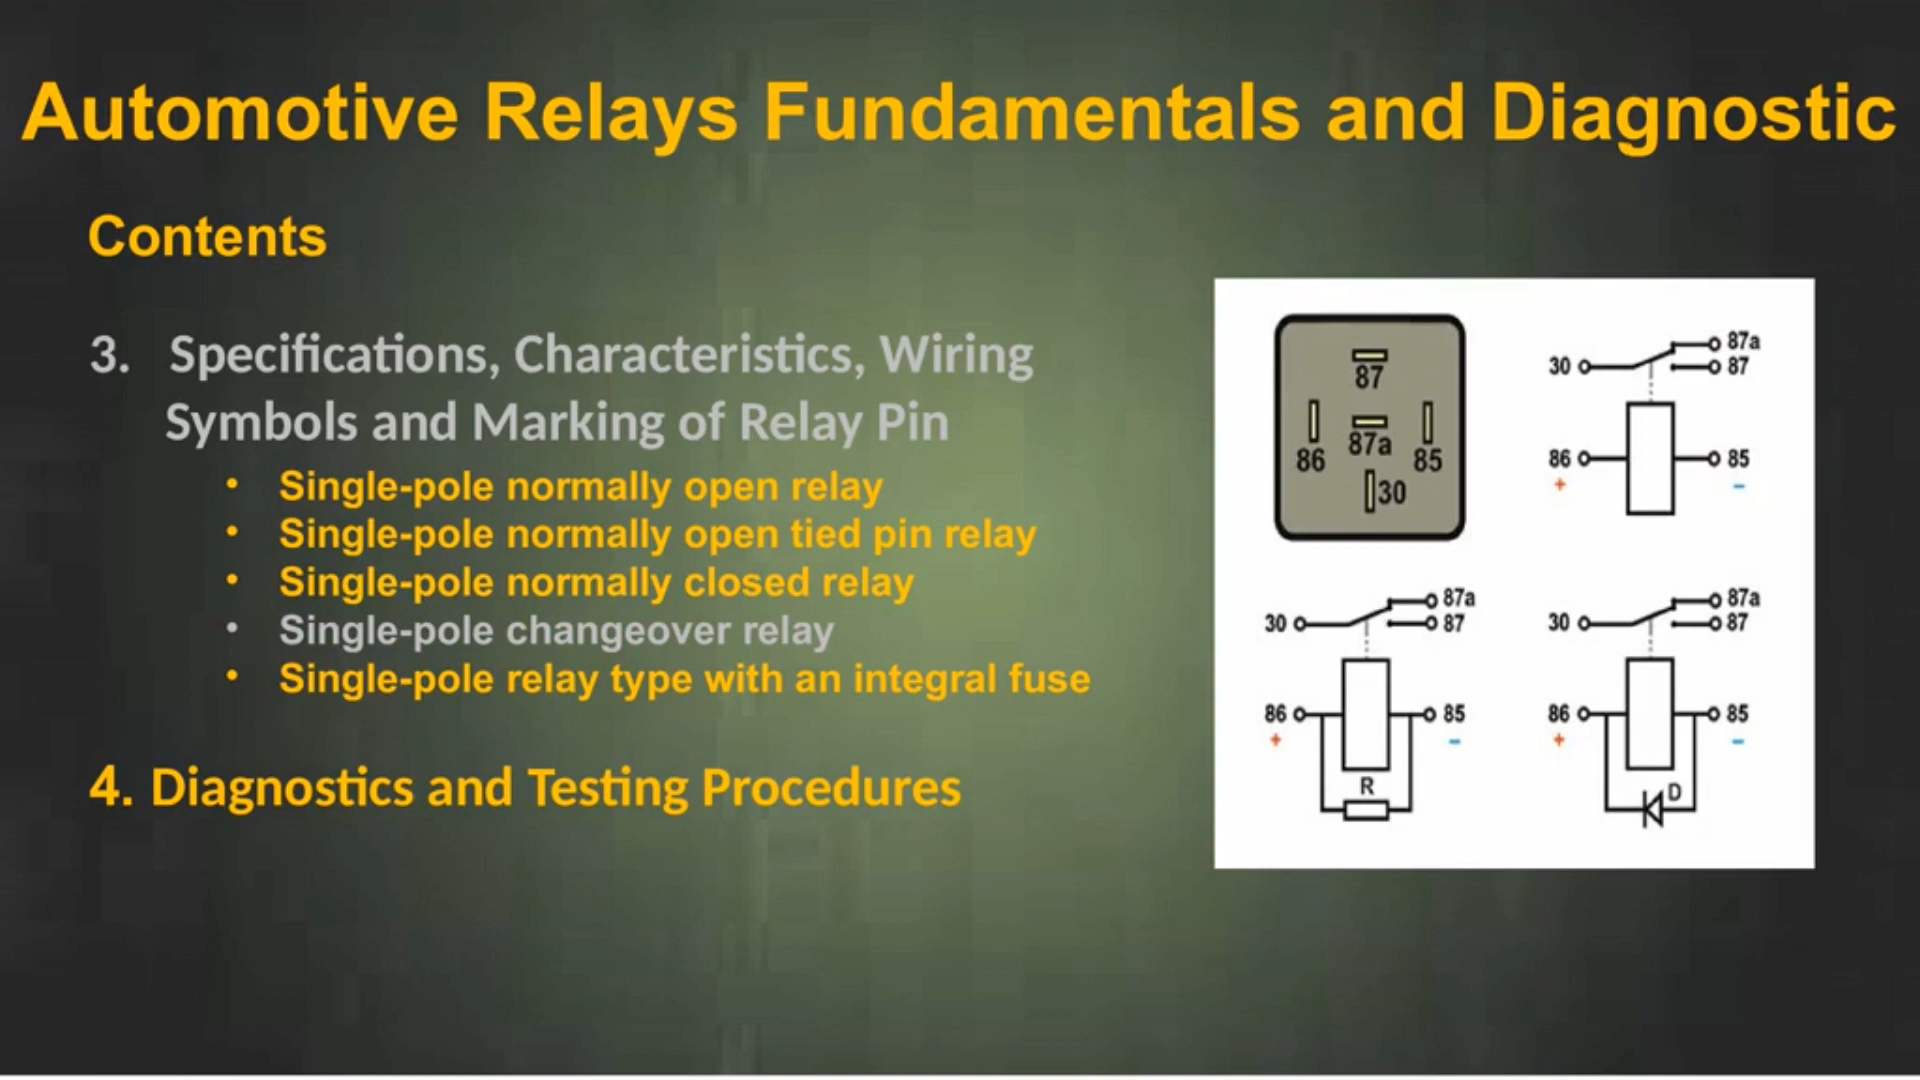 Automotive Relays Fundamentals and Diagnostic
Contents
3. Specifications, Characteristics, Wiring
Symbols and Marking of Relay Pin
• Single-pole normally open relay
• Single-pole normally open tied pin relay
• Single-pole normally closed relay
• Single-pole changeover relay
• Single-pole relay type with an integral fuse
4. Diagnostics and Testing Procedures
87
86 87a 85
30
87a
30 87
86 85
+ −
87a
30 87
86 85
+ −
R
87a
30 87
86 85
+ −
D